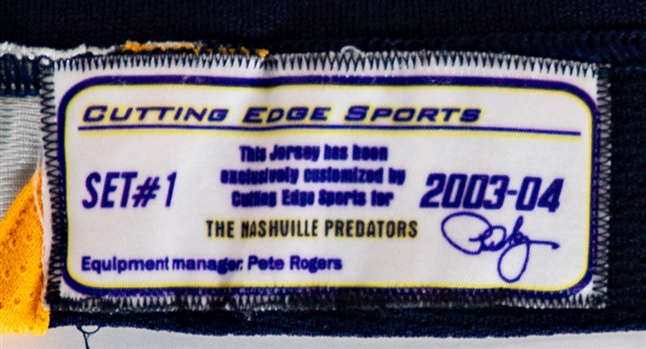 CUTTING EDGE SPORTS
SET#1
This Jersey has been
exclusively customized by
Cutting Edge Sports for
2003-04
THE NASHVILLE PREDATORS
Equipment manager: Pete Rogers